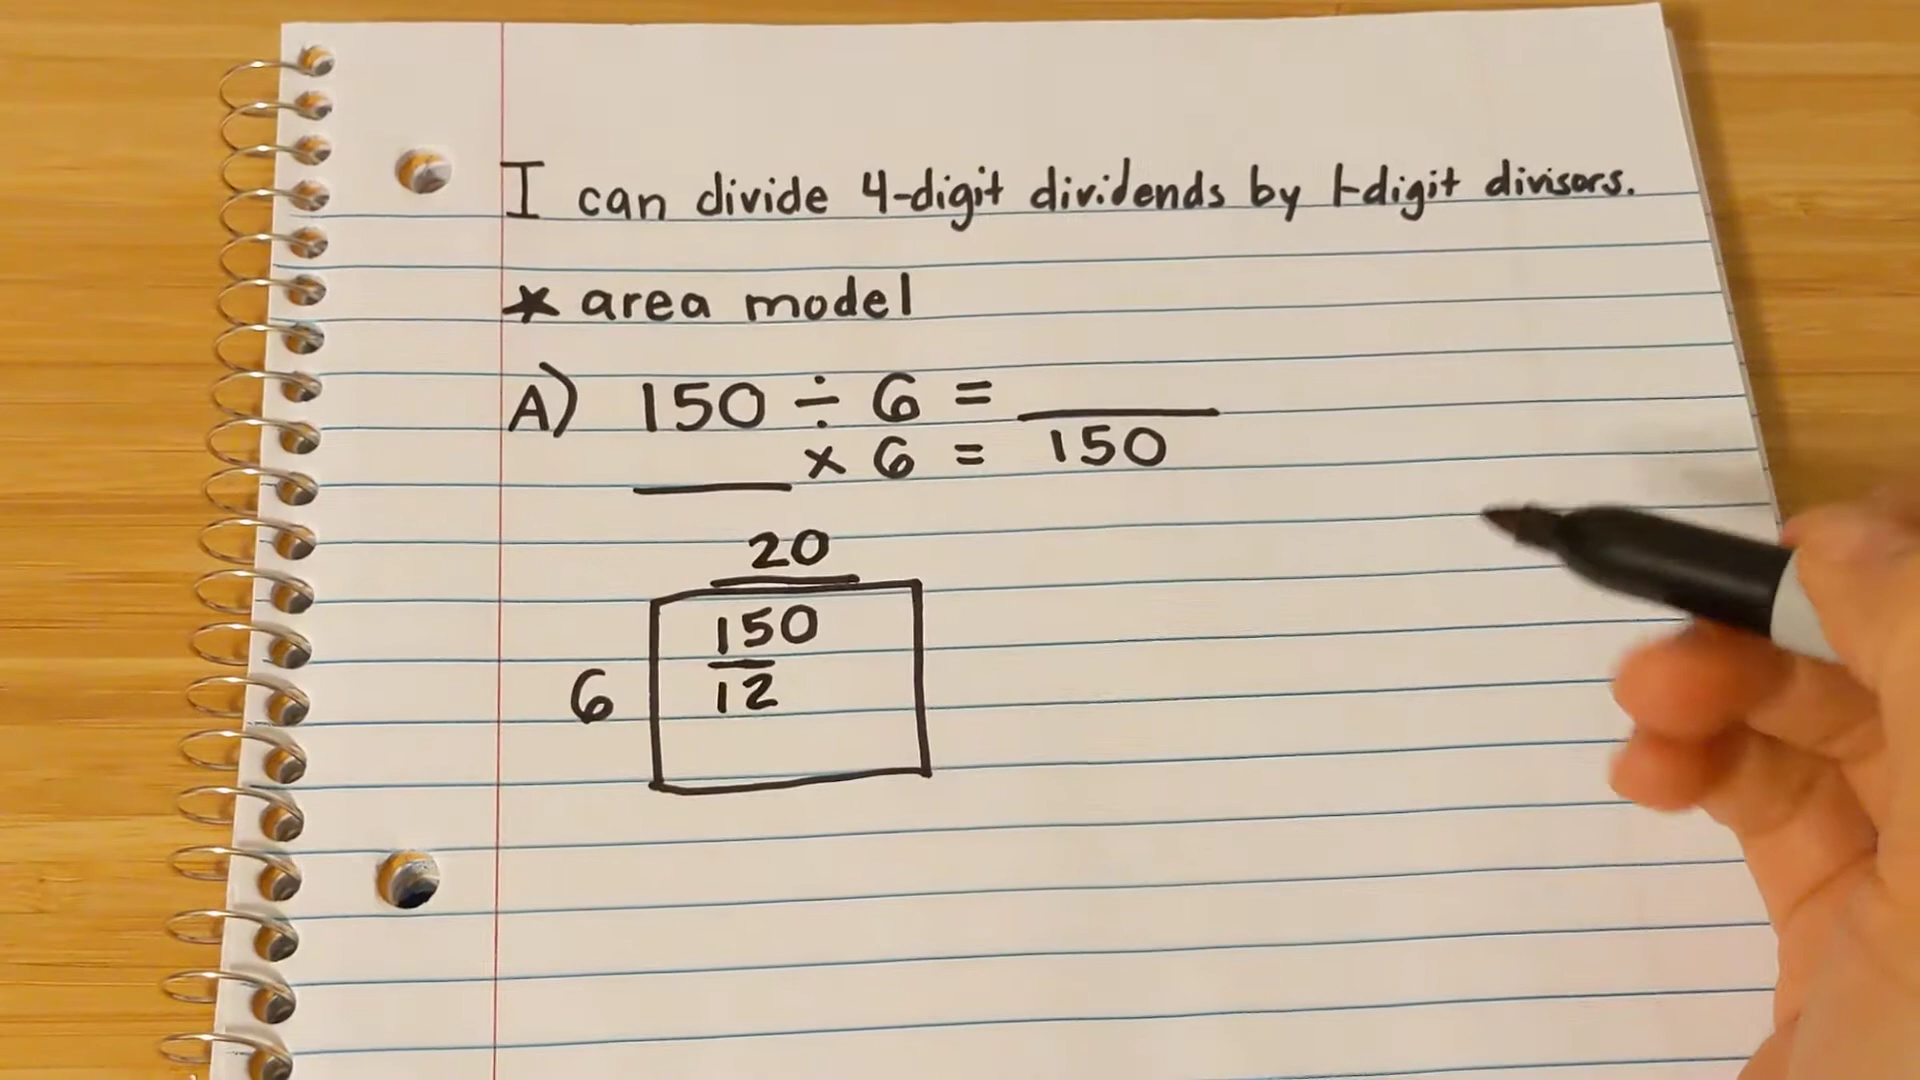 I can divide 4-digit dividends by 1-digit divisors.
* area model
A) 150 ÷ 6 = ____
____ × 6 = 150
20
150
6
12